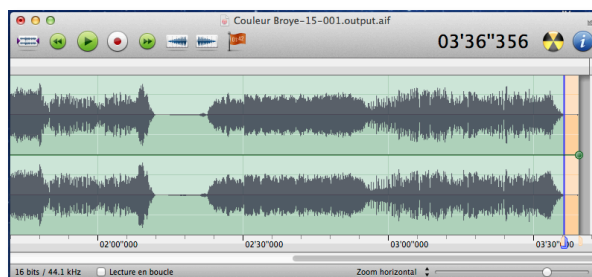 Couleur Broye-15-001.output.aif
03'36"356
02'00"000
02'30"000
03'00"000
03'30"000
16 bits / 44.1 kHz
Lecture en boucle
Zoom horizontal